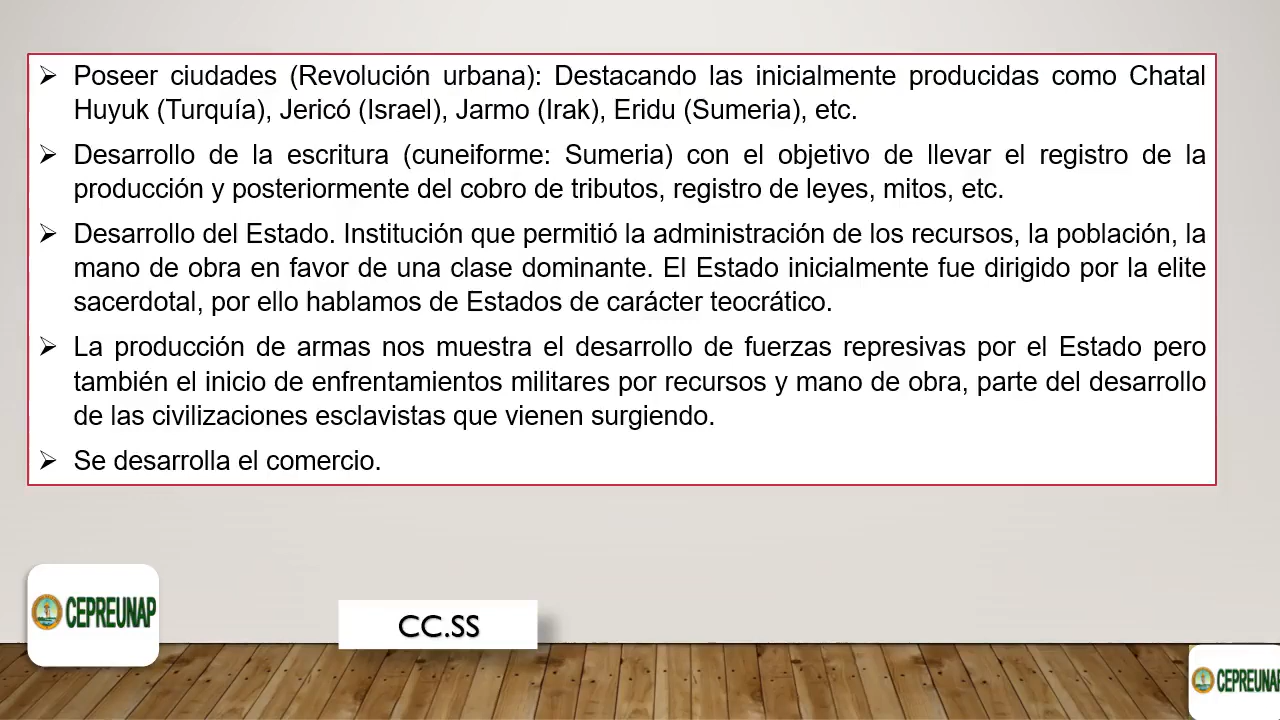 ➢ Poseer ciudades (Revolución urbana): Destacando las inicialmente producidas como Chatal
Huyuk (Turquía), Jericó (Israel), Jarmo (Irak), Eridu (Sumeria), etc.
➢ Desarrollo de la escritura (cuneiforme: Sumeria) con el objetivo de llevar el registro de la
producción y posteriormente del cobro de tributos, registro de leyes, mitos, etc.
➢ Desarrollo del Estado. Institución que permitió la administración de los recursos, la población, la
mano de obra en favor de una clase dominante. El Estado inicialmente fue dirigido por la elite
sacerdotal, por ello hablamos de Estados de carácter teocrático.
➢ La producción de armas nos muestra el desarrollo de fuerzas represivas por el Estado pero
también el inicio de enfrentamientos militares por recursos y mano de obra, parte del desarrollo
de las civilizaciones esclavistas que vienen surgiendo.
➢ Se desarrolla el comercio.
CEPREUNAP
CC.SS
CEPREUNAP